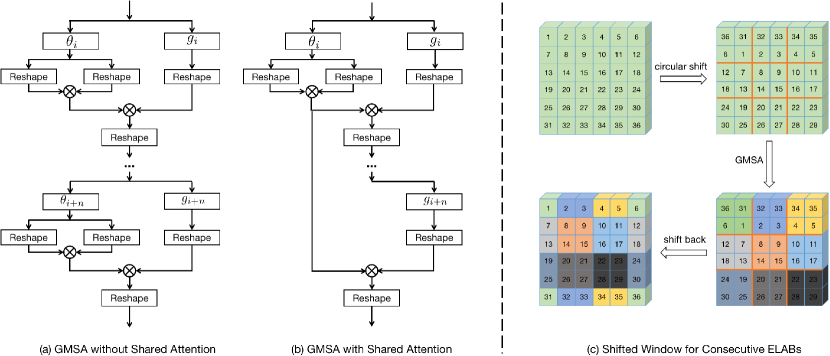 θi
gi
Reshape
Reshape
Reshape
Reshape
...
θi+n
gi+n
Reshape
Reshape
Reshape
Reshape
(a) GMSA without Shared Attention
θi
gi
Reshape
Reshape
Reshape
Reshape
...
gi+n
Reshape
Reshape
(b) GMSA with Shared Attention
1 2 3 4 5 6
7 8 9 10 11 12
13 14 15 16 17 18
19 20 21 22 23 24
25 26 27 28 29 30
31 32 33 34 35 36
circular shift
36 31 32 33 34 35
6 1 2 3 4 5
12 7 8 9 10 11
18 13 14 15 16 17
24 19 20 21 22 23
30 25 26 27 28 29
GMSA
36 31 32 33 34 35
6 1 2 3 4 5
12 7 8 9 10 11
18 13 14 15 16 17
24 19 20 21 22 23
30 25 26 27 28 29
shift back
1 2 3 4 5 6
7 8 9 10 11 12
13 14 15 16 17 18
19 20 21 22 23 24
25 26 27 28 29 30
31 32 33 34 35 36
(c) Shifted Window for Consecutive ELABs